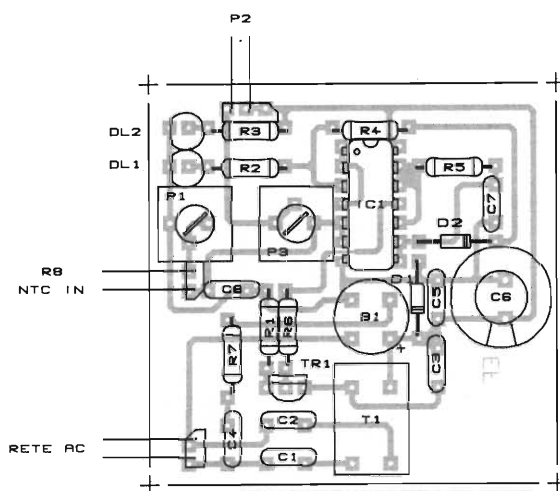 P2
DL2
R3
R4
DL1
R2
R5
P1
IC1
C7
P3
D2
R8
NTC IN
C8
D1
C5
C6
R1
R6
B1
R7
+
C3
TR1
C2
T1
RETE AC
C4
C1